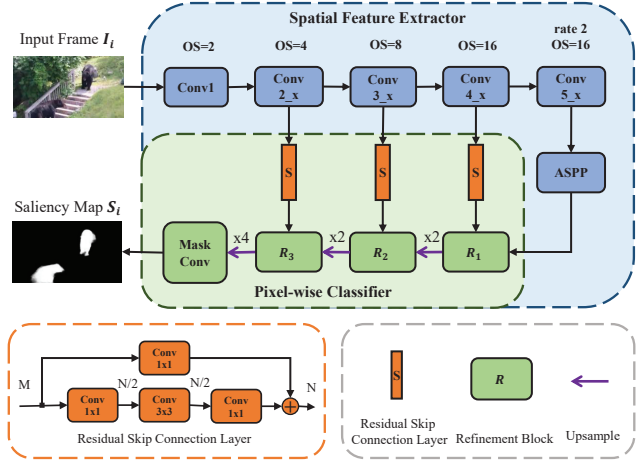 Spatial Feature Extractor
Input Frame I_i
OS=2
OS=4
OS=8
OS=16
rate 2
OS=16
Conv1
Conv
2_x
Conv
3_x
Conv
4_x
Conv
5_x
S
S
S
ASPP
Saliency Map S_i
Mask
Conv
x4
R_3
x2
R_2
x2
R_1
Pixel-wise Classifier
Conv
1x1
M
N/2
N/2
N
Conv
1x1
Conv
3x3
Conv
1x1
Residual Skip Connection Layer
S
R
Residual Skip
Connection Layer
Refinement Block
Upsample